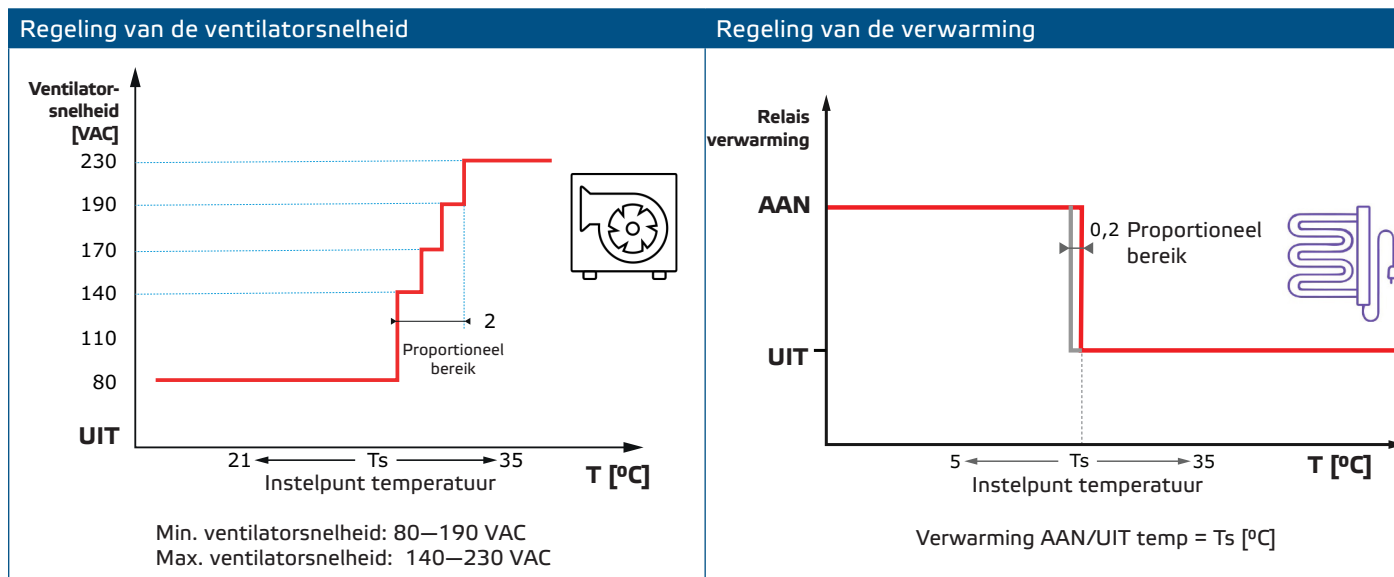 Regeling van de ventilatorsnelheid
Ventilator-
snelheid
[VAC]
230
190
170
140
110
80
UIT
2
Proportioneel
bereik
21
Ts
35
T [ºC]
Instelpunt temperatuur
Min. ventilatorsnelheid: 80—190 VAC
Max. ventilatorsnelheid: 140—230 VAC
Regeling van de verwarming
Relais
verwarming
AAN
0,2 Proportioneel
bereik
UIT
5
Ts
35
T [ºC]
Instelpunt temperatuur
Verwarming AAN/UIT temp = Ts [ºC]